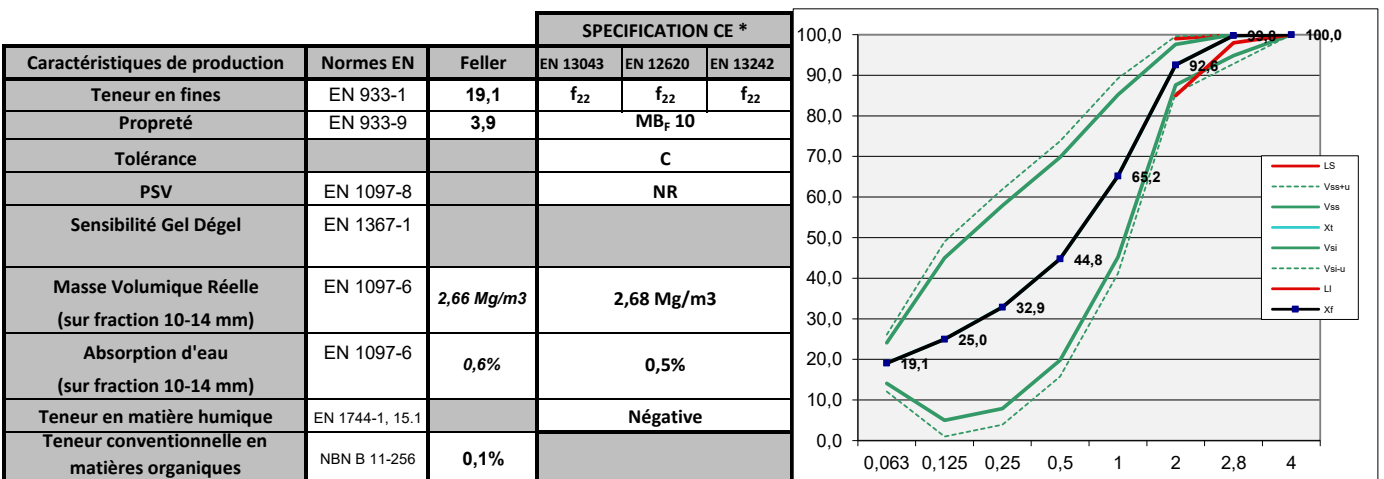 SPECIFICATION CE *
Caractéristiques de production Normes EN Feller EN 13043 EN 12620 EN 13242
Teneur en fines EN 933-1 19,1 f22 f22 f22
Propreté EN 933-9 3,9 MBF 10
Tolérance C
PSV EN 1097-8 NR
Sensibilité Gel Dégel EN 1367-1
Masse Volumique Réelle
(sur fraction 10-14 mm) EN 1097-6 2,66 Mg/m3 2,68 Mg/m3
Absorption d'eau
(sur fraction 10-14 mm) EN 1097-6 0,6% 0,5%
Teneur en matière humique EN 1744-1, 15.1 Négative
Teneur conventionnelle en
matières organiques NBN B 11-256 0,1%
100,0
90,0
80,0
70,0
60,0
50,0
40,0
30,0
20,0
10,0
0,0
0,063 0,125 0,25 0,5 1 2 2,8 4
19,1
25,0
32,9
44,8
65,2
92,6
99,8
100,0
LS
Vss+u
Vss
Xt
Vsi
Vsi-u
LI
Xf